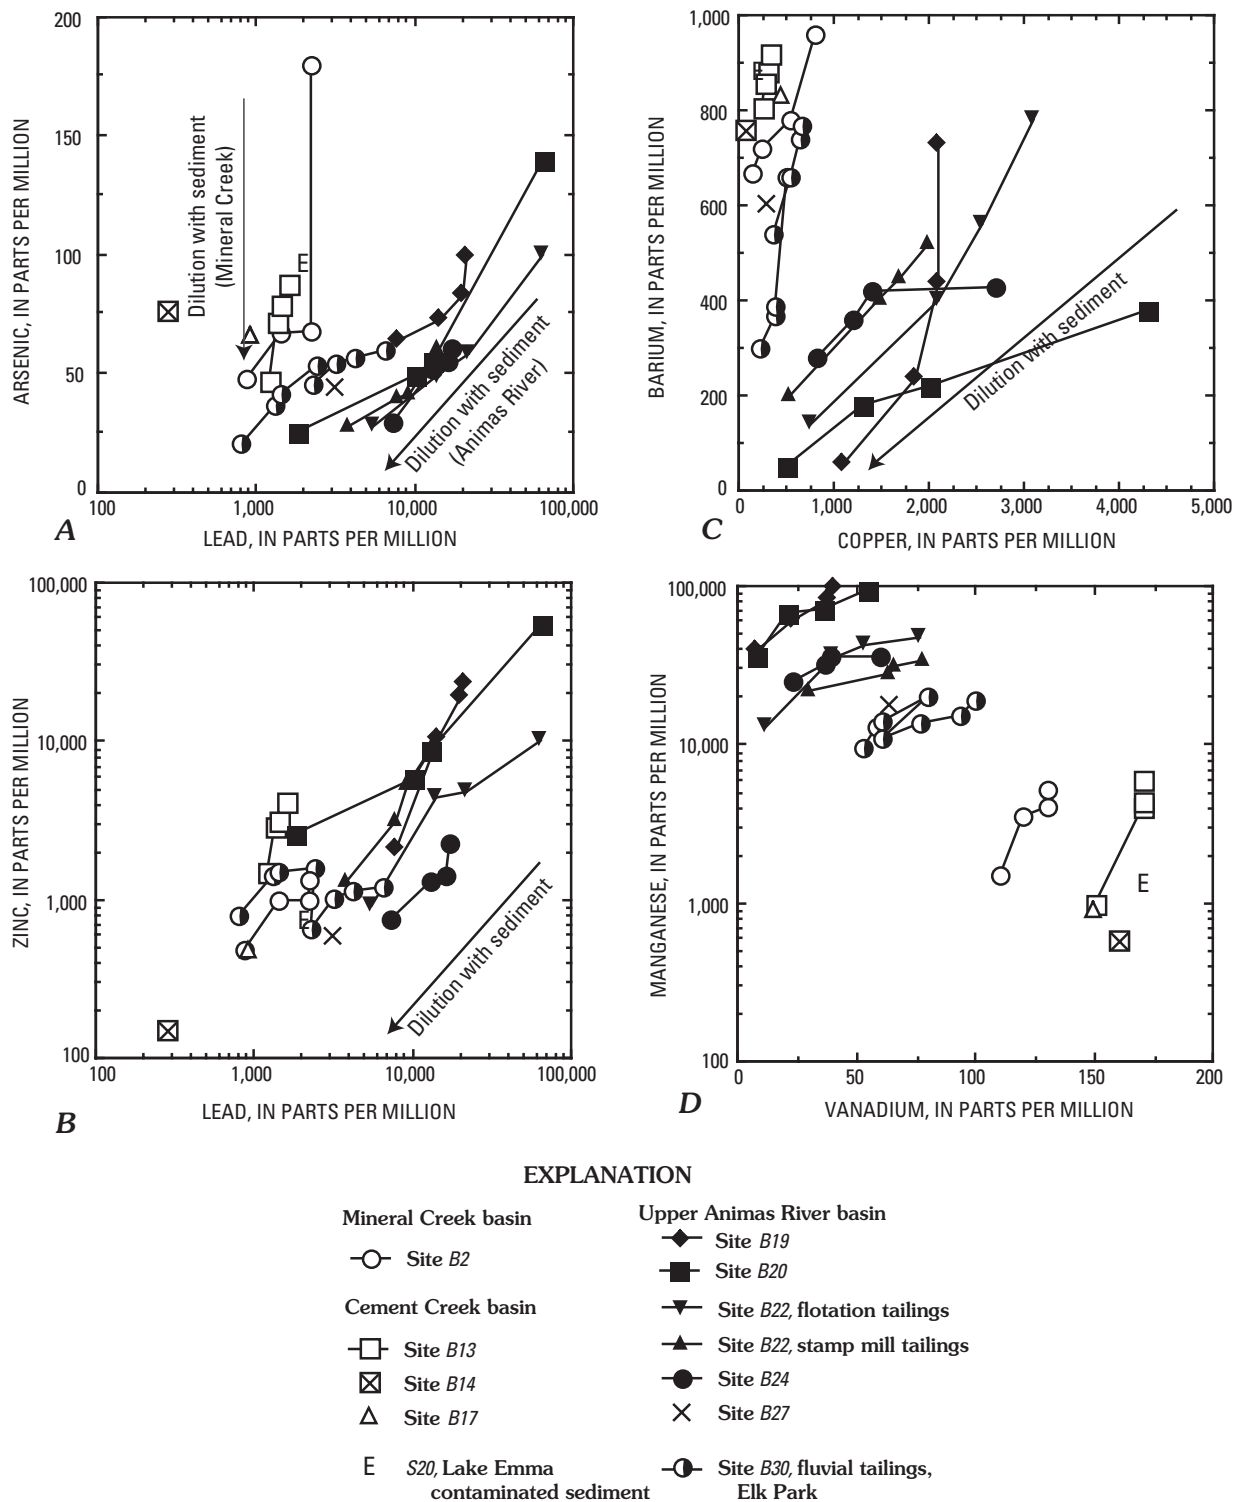 200
150
100
50
0
ARSENIC, IN PARTS PER MILLION
Dilution with sediment
(Mineral Creek)
E
Dilution with sediment
(Animas River)
100
1,000
10,000
100,000
LEAD, IN PARTS PER MILLION
A
1,000
800
600
400
200
0
BARIUM, IN PARTS PER MILLION
E
Dilution with sediment
0
1,000
2,000
3,000
4,000
5,000
COPPER, IN PARTS PER MILLION
C
100,000
10,000
1,000
100
ZINC, IN PARTS PER MILLION
E
Dilution with sediment
100
1,000
10,000
100,000
LEAD, IN PARTS PER MILLION
B
100,000
10,000
1,000
100
MANGANESE, IN PARTS PER MILLION
E
0
50
100
150
200
VANADIUM, IN PARTS PER MILLION
D
EXPLANATION
Mineral Creek basin
Site B2
Cement Creek basin
Site B13
Site B14
Site B17
E S20, Lake Emma
contaminated sediment
Upper Animas River basin
Site B19
Site B20
Site B22, flotation tailings
Site B22, stamp mill tailings
Site B24
Site B27
Site B30, fluvial tailings,
Elk Park